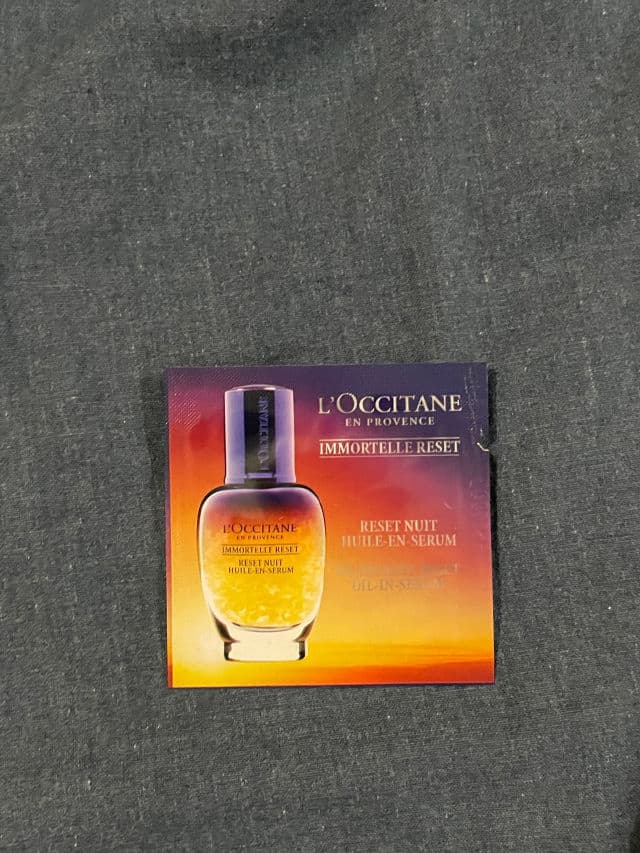 L'OCCITANE
EN PROVENCE
IMMORTELLE RESET
RESET NUIT
HUILE-EN-SERUM
OIL-IN-SERUM
L'OCCITANE
L'OCCITANE
EN PROVENCE
IMMORTELLE RESET
RESET NUIT
HUILE-EN-SERUM